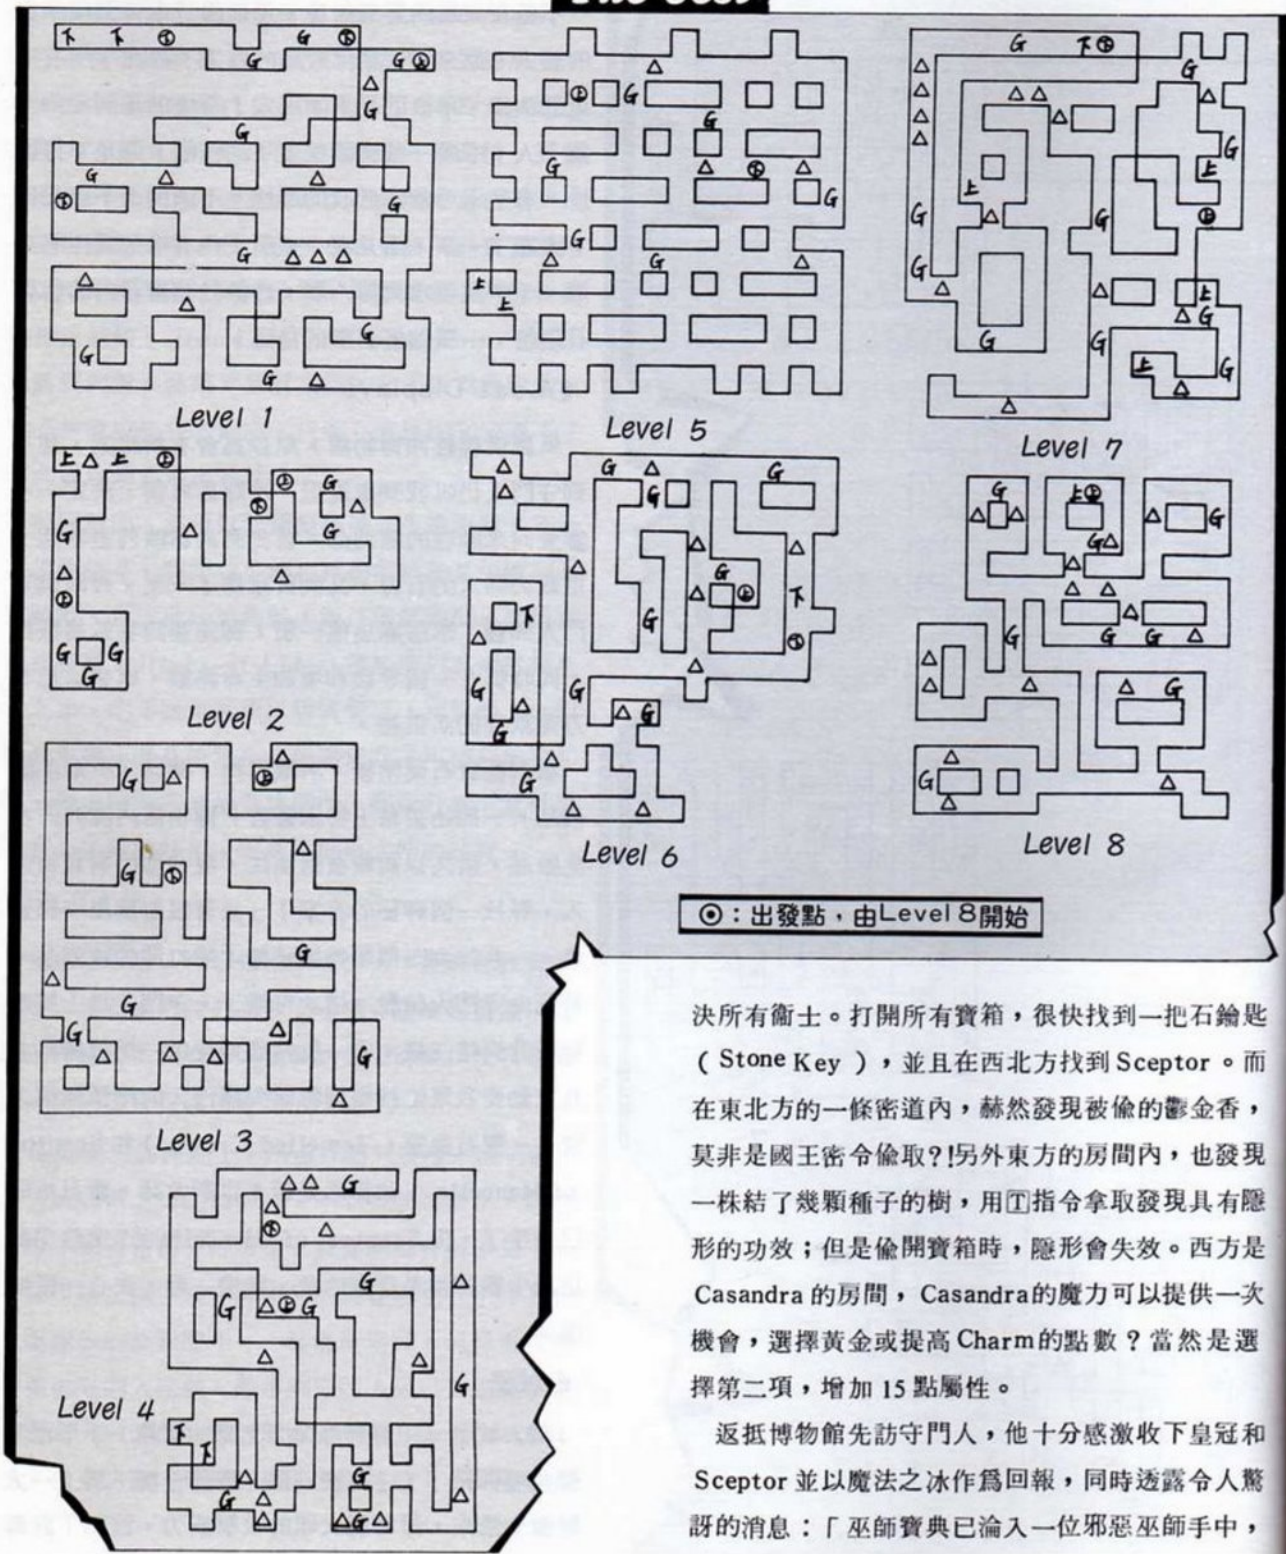 Level 1
Level 5
Level 7
Level 2
Level 6
Level 8
⊙：出發點，由Level 8開始
Level 3
Level 4
決所有衞士。打開所有寶箱，很快找到一把石鑰匙
（Stone Key），並且在西北方找到Sceptor。而
在東北方的一條密道內，赫然發現被偷的鬱金香，
莫非是國王密令偷取?!另外東方的房間內，也發現
一株結了幾顆種子的樹，用🅃指令拿取發現具有隱
形的功效；但是偷開寶箱時，隱形會失效。西方是
Casandra的房間，Casandra的魔力可以提供一次
機會，選擇黃金或提高Charm的點數？當然是選
擇第二項，增加15點屬性。
返抵博物館先訪守門人，他十分感激收下皇冠和
Sceptor並以魔法之冰作爲回報，同時透露令人驚
訝的消息：「巫師寶典已淪入一位邪惡巫師手中，